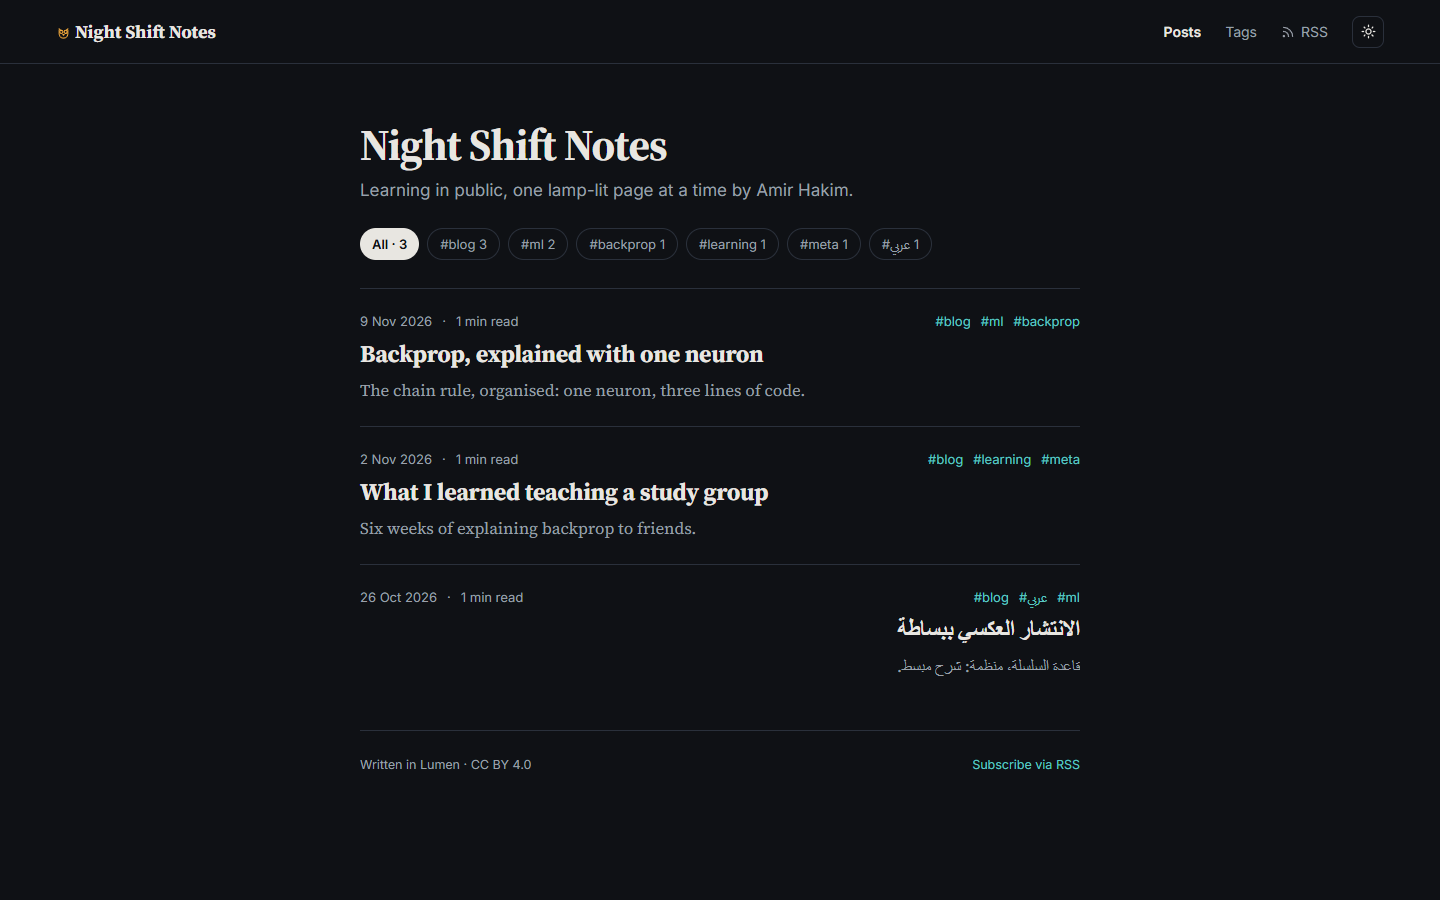 Night Shift Notes
Posts Tags RSS
Night Shift Notes
Learning in public, one lamp-lit page at a time by Amir Hakim.
All · 3 #blog 3 #ml 2 #backprop 1 #learning 1 #meta 1 #عربي 1
9 Nov 2026 · 1 min read #blog #ml #backprop
Backprop, explained with one neuron
The chain rule, organised: one neuron, three lines of code.
2 Nov 2026 · 1 min read #blog #learning #meta
What I learned teaching a study group
Six weeks of explaining backprop to friends.
26 Oct 2026 · 1 min read #blog #عربي #ml
الانتشار العكسي ببساطة
قاعدة السلسلة، منظمة: شرح مبسط.
Written in Lumen · CC BY 4.0 Subscribe via RSS